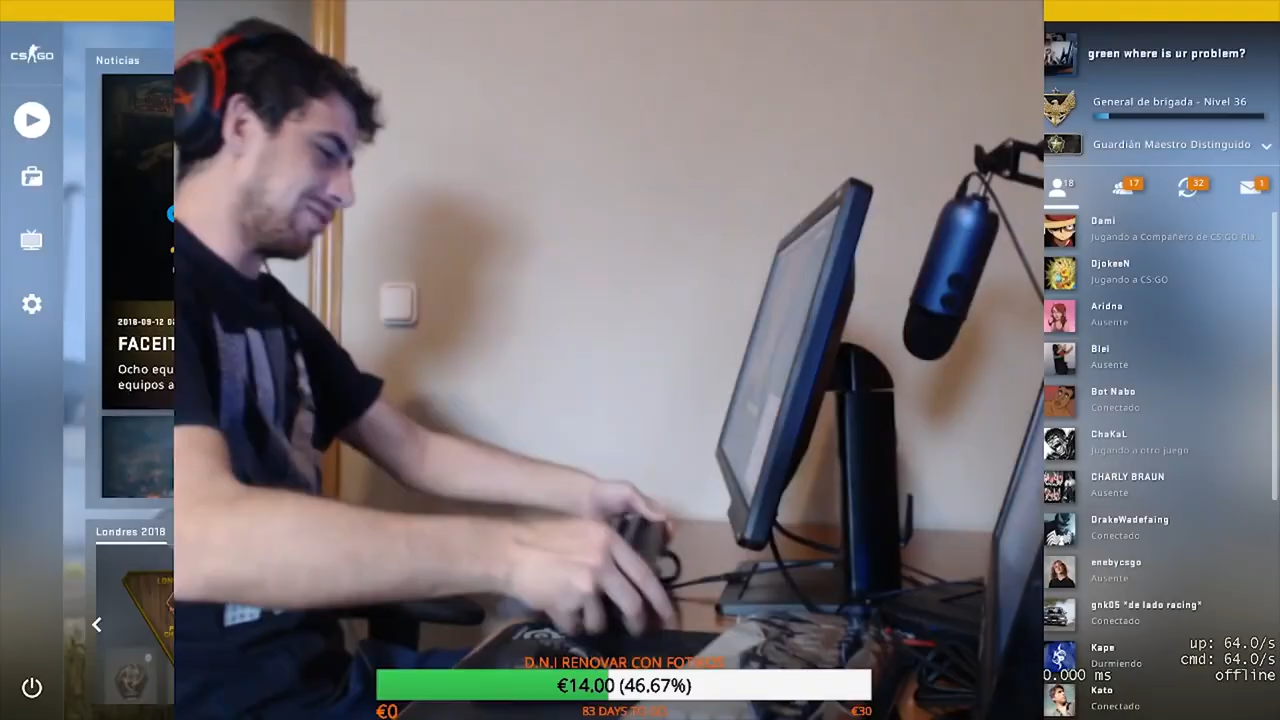 CS GO
Noticias
2018-09-12
FACEIT
Ocho equ
equipos a
Londres 2018
green where is ur problem?
General de brigada - Nivel 36
Guardián Maestro Distinguido
18
17
32
1
Dami
Jugando a Compañero de CS:GO
DjokeeN
Jugando a CS:GO
Aridna
Ausente
Blei
Ausente
Bot Nabo
Conectado
ChaKaL
Jugando a otro juego
CHARLY BRAUN
Ausente
DrakeWadefaing
Conectado
enebycsgo
Ausente
gnk05 *de lado racing*
Conectado
Kape
Durmiendo
Kato
Conectado
up: 64.0/s
cmd: 64.0/s
0.000 ms
offline
D.N.I RENOVAR CON
€14.00 (46.67%)
€0
83 DAYS TO GO
€30